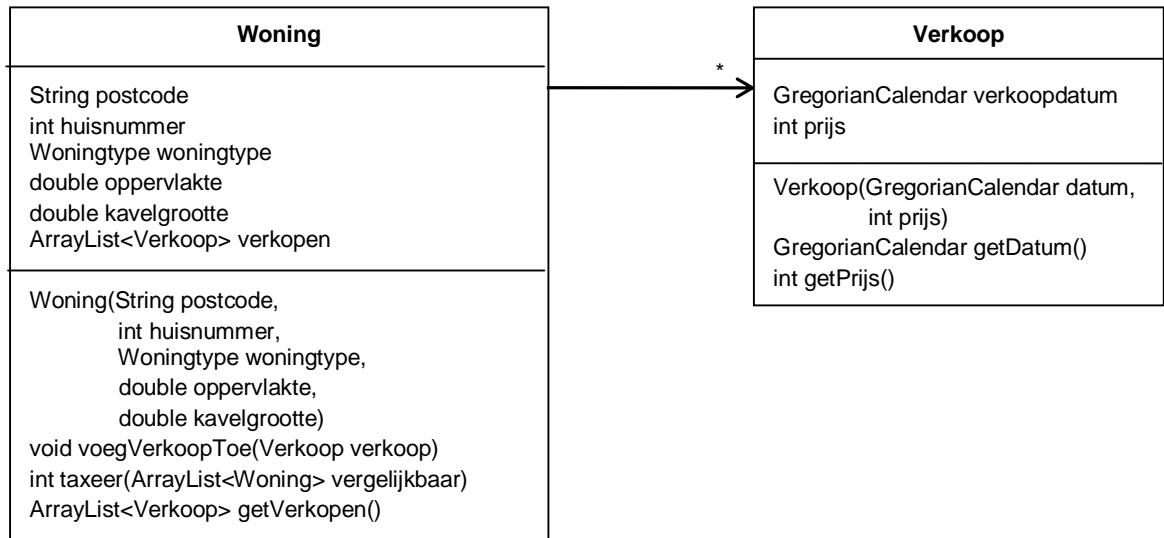 Woning
String postcode
int huisnummer
Woningtype woningtype
double oppervlakte
double kavelgrootte
ArrayList<Verkoop> verkopen
Woning(String postcode,
int huisnummer,
Woningtype woningtype,
double oppervlakte,
double kavelgrootte)
void voegVerkoopToe(Verkoop verkoop)
int taxeer(ArrayList<Woning> vergelijkbaar)
ArrayList<Verkoop> getVerkopen()
*
Verkoop
GregorianCalendar verkoopdatum
int prijs
Verkoop(GregorianCalendar datum,
int prijs)
GregorianCalendar getDatum()
int getPrijs()